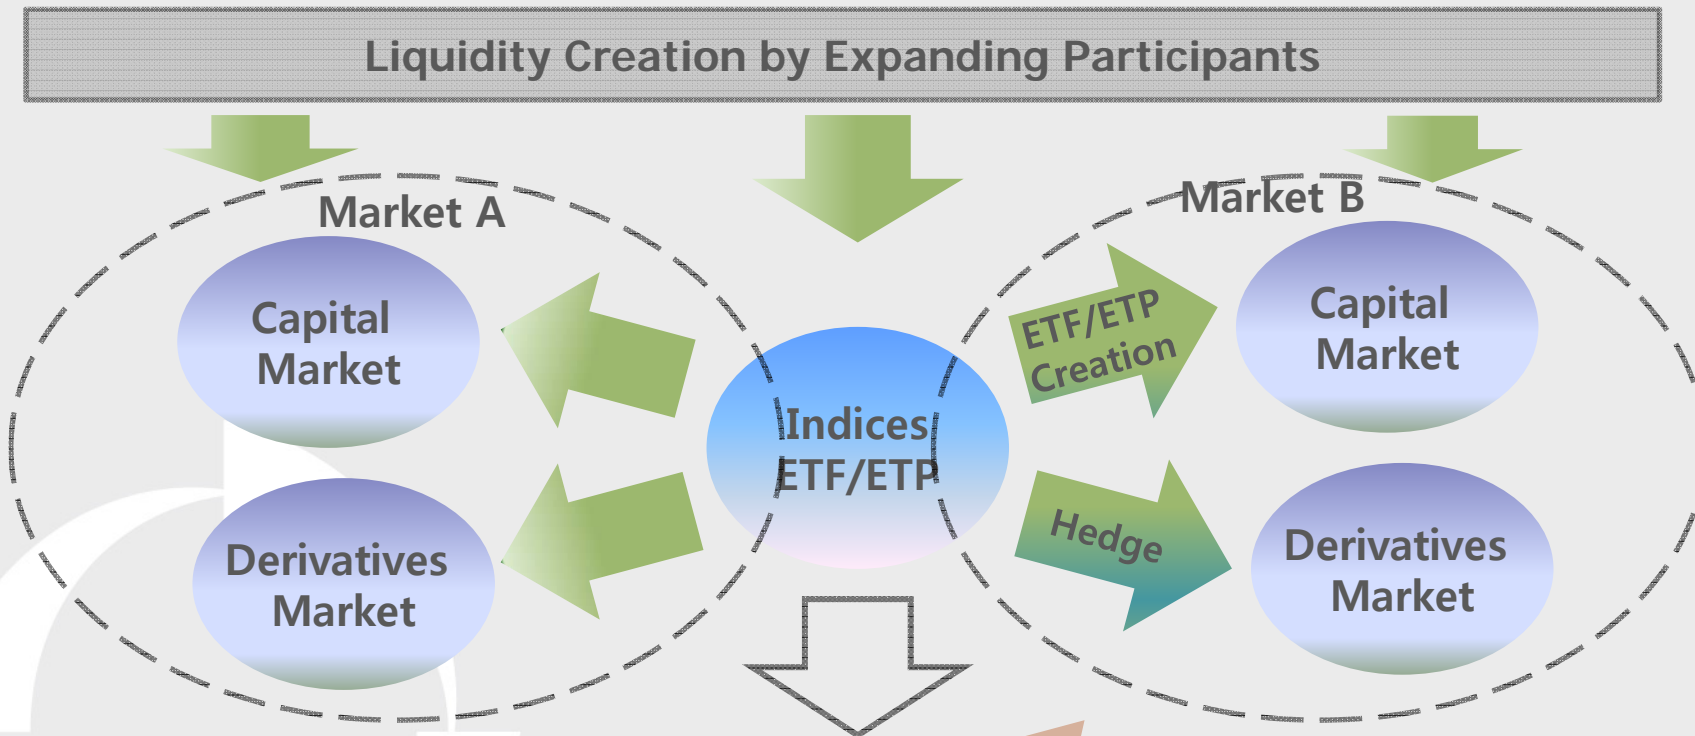 Liquidity Creation by Expanding Participants
Market A
Market B
Capital
Market
ETF/ETP
Creation
Capital
Market
Indices
ETF/ETP
Derivatives
Market
Hedge
Derivatives
Market